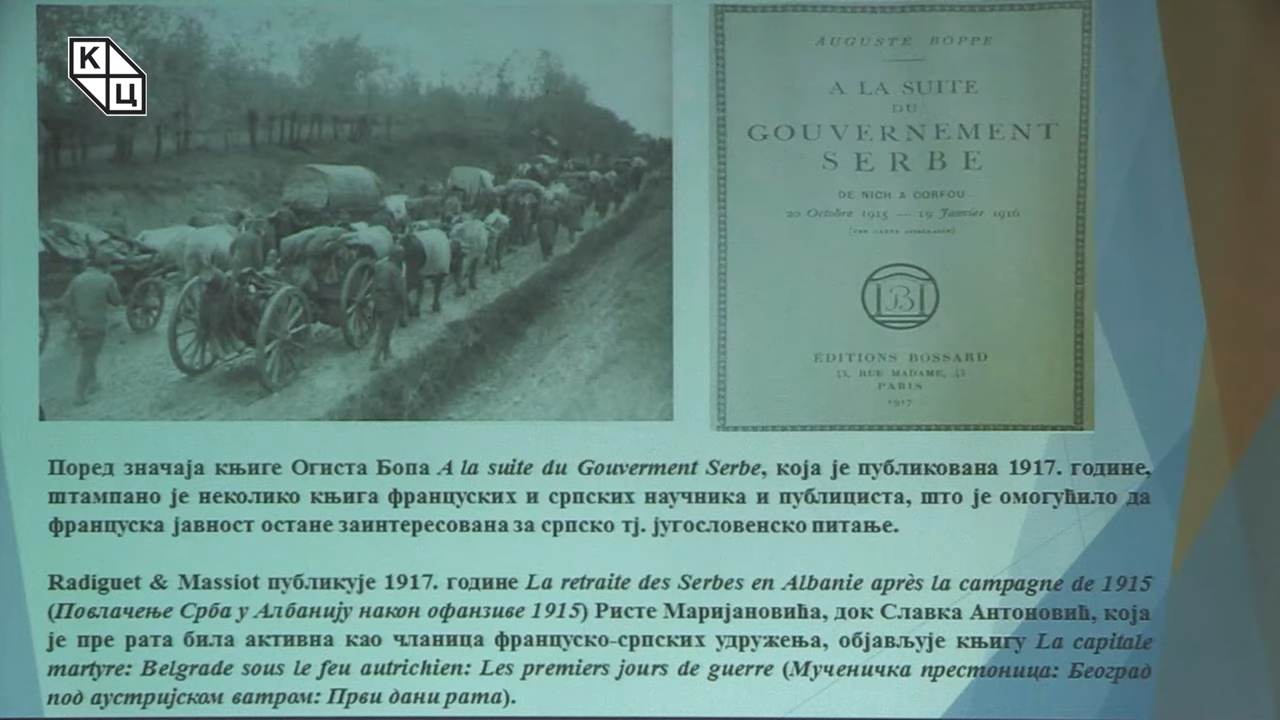 К
Ц
AUGUSTE BOPPE
A LA SUITE
DU
GOUVERNEMENT
SERBE
DE NICH A CORFOU
20 Octobre 1915 — 19 Janvier 1916
ÉDITIONS BOSSARD
43, RUE MADAME, 43
PARIS
1917
Поред значаја књиге Огиста Бопа A la suite du Gouverment Serbe, која је публикована 1917. године,
штампано је неколико књига француских и српских научника и публициста, што је омогућило да
француска јавност остане заинтересована за српско тј. југословенско питање.
Radiguet & Massiot публикује 1917. године La retraite des Serbes en Albanie après la campagne de 1915
(Повлачење Срба у Албанију након офанзиве 1915) Ристе Маријановића, док Славка Антоновић, која
је пре рата била активна као чланица француско-српских удружења, објављује књигу La capitale
martyre: Belgrade sous le feu autrichien: Les premiers jours de guerre (Мученичка престоница: Београд
под аустријском ватром: Први дани рата).